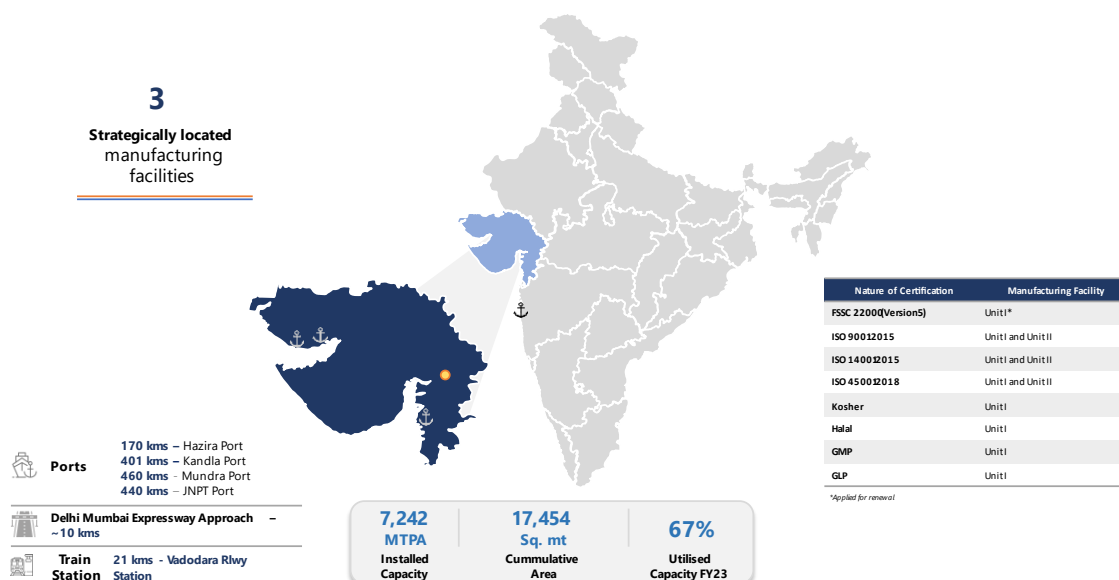 3
Strategically located
manufacturing
facilities
Nature of Certification Manufacturing Facility
FSSC 22000(Version5) Unit I*
ISO 90012015 Unit I and Unit II
ISO 140012015 Unit I and Unit II
ISO 450012018 Unit I and Unit II
Kosher Unit I
Halal Unit I
GMP Unit I
GLP Unit I
*Applied for renewal
Ports
170 kms – Hazira Port
401 kms – Kandla Port
460 kms - Mundra Port
440 kms – JNPT Port
Delhi Mumbai Expressway Approach –
~10 kms
Train
Station
21 kms - Vadodara Rlwy
Station
7,242
MTPA
Installed
Capacity
17,454
Sq. mt
Cummulative
Area
67%
Utilised
Capacity FY23